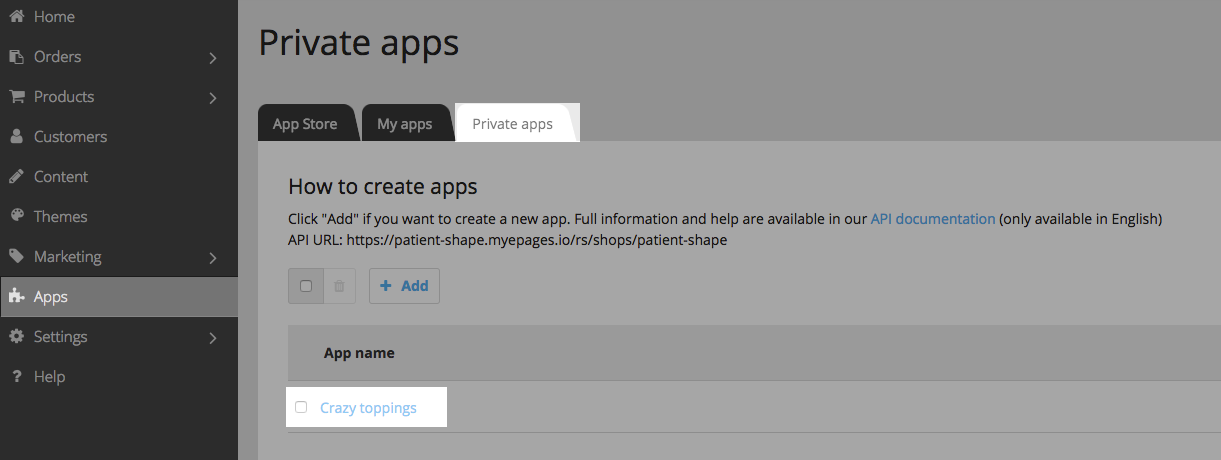 Home
Orders
Products
Customers
Content
Themes
Marketing
Apps
Settings
? Help
Private apps
App Store
My apps
Private apps
How to create apps
Click "Add" if you want to create a new app. Full information and help are available in our API documentation (only available in English)
API URL: https://patient-shape.myepages.io/rs/shops/patient-shape
+ Add
App name
Crazy toppings